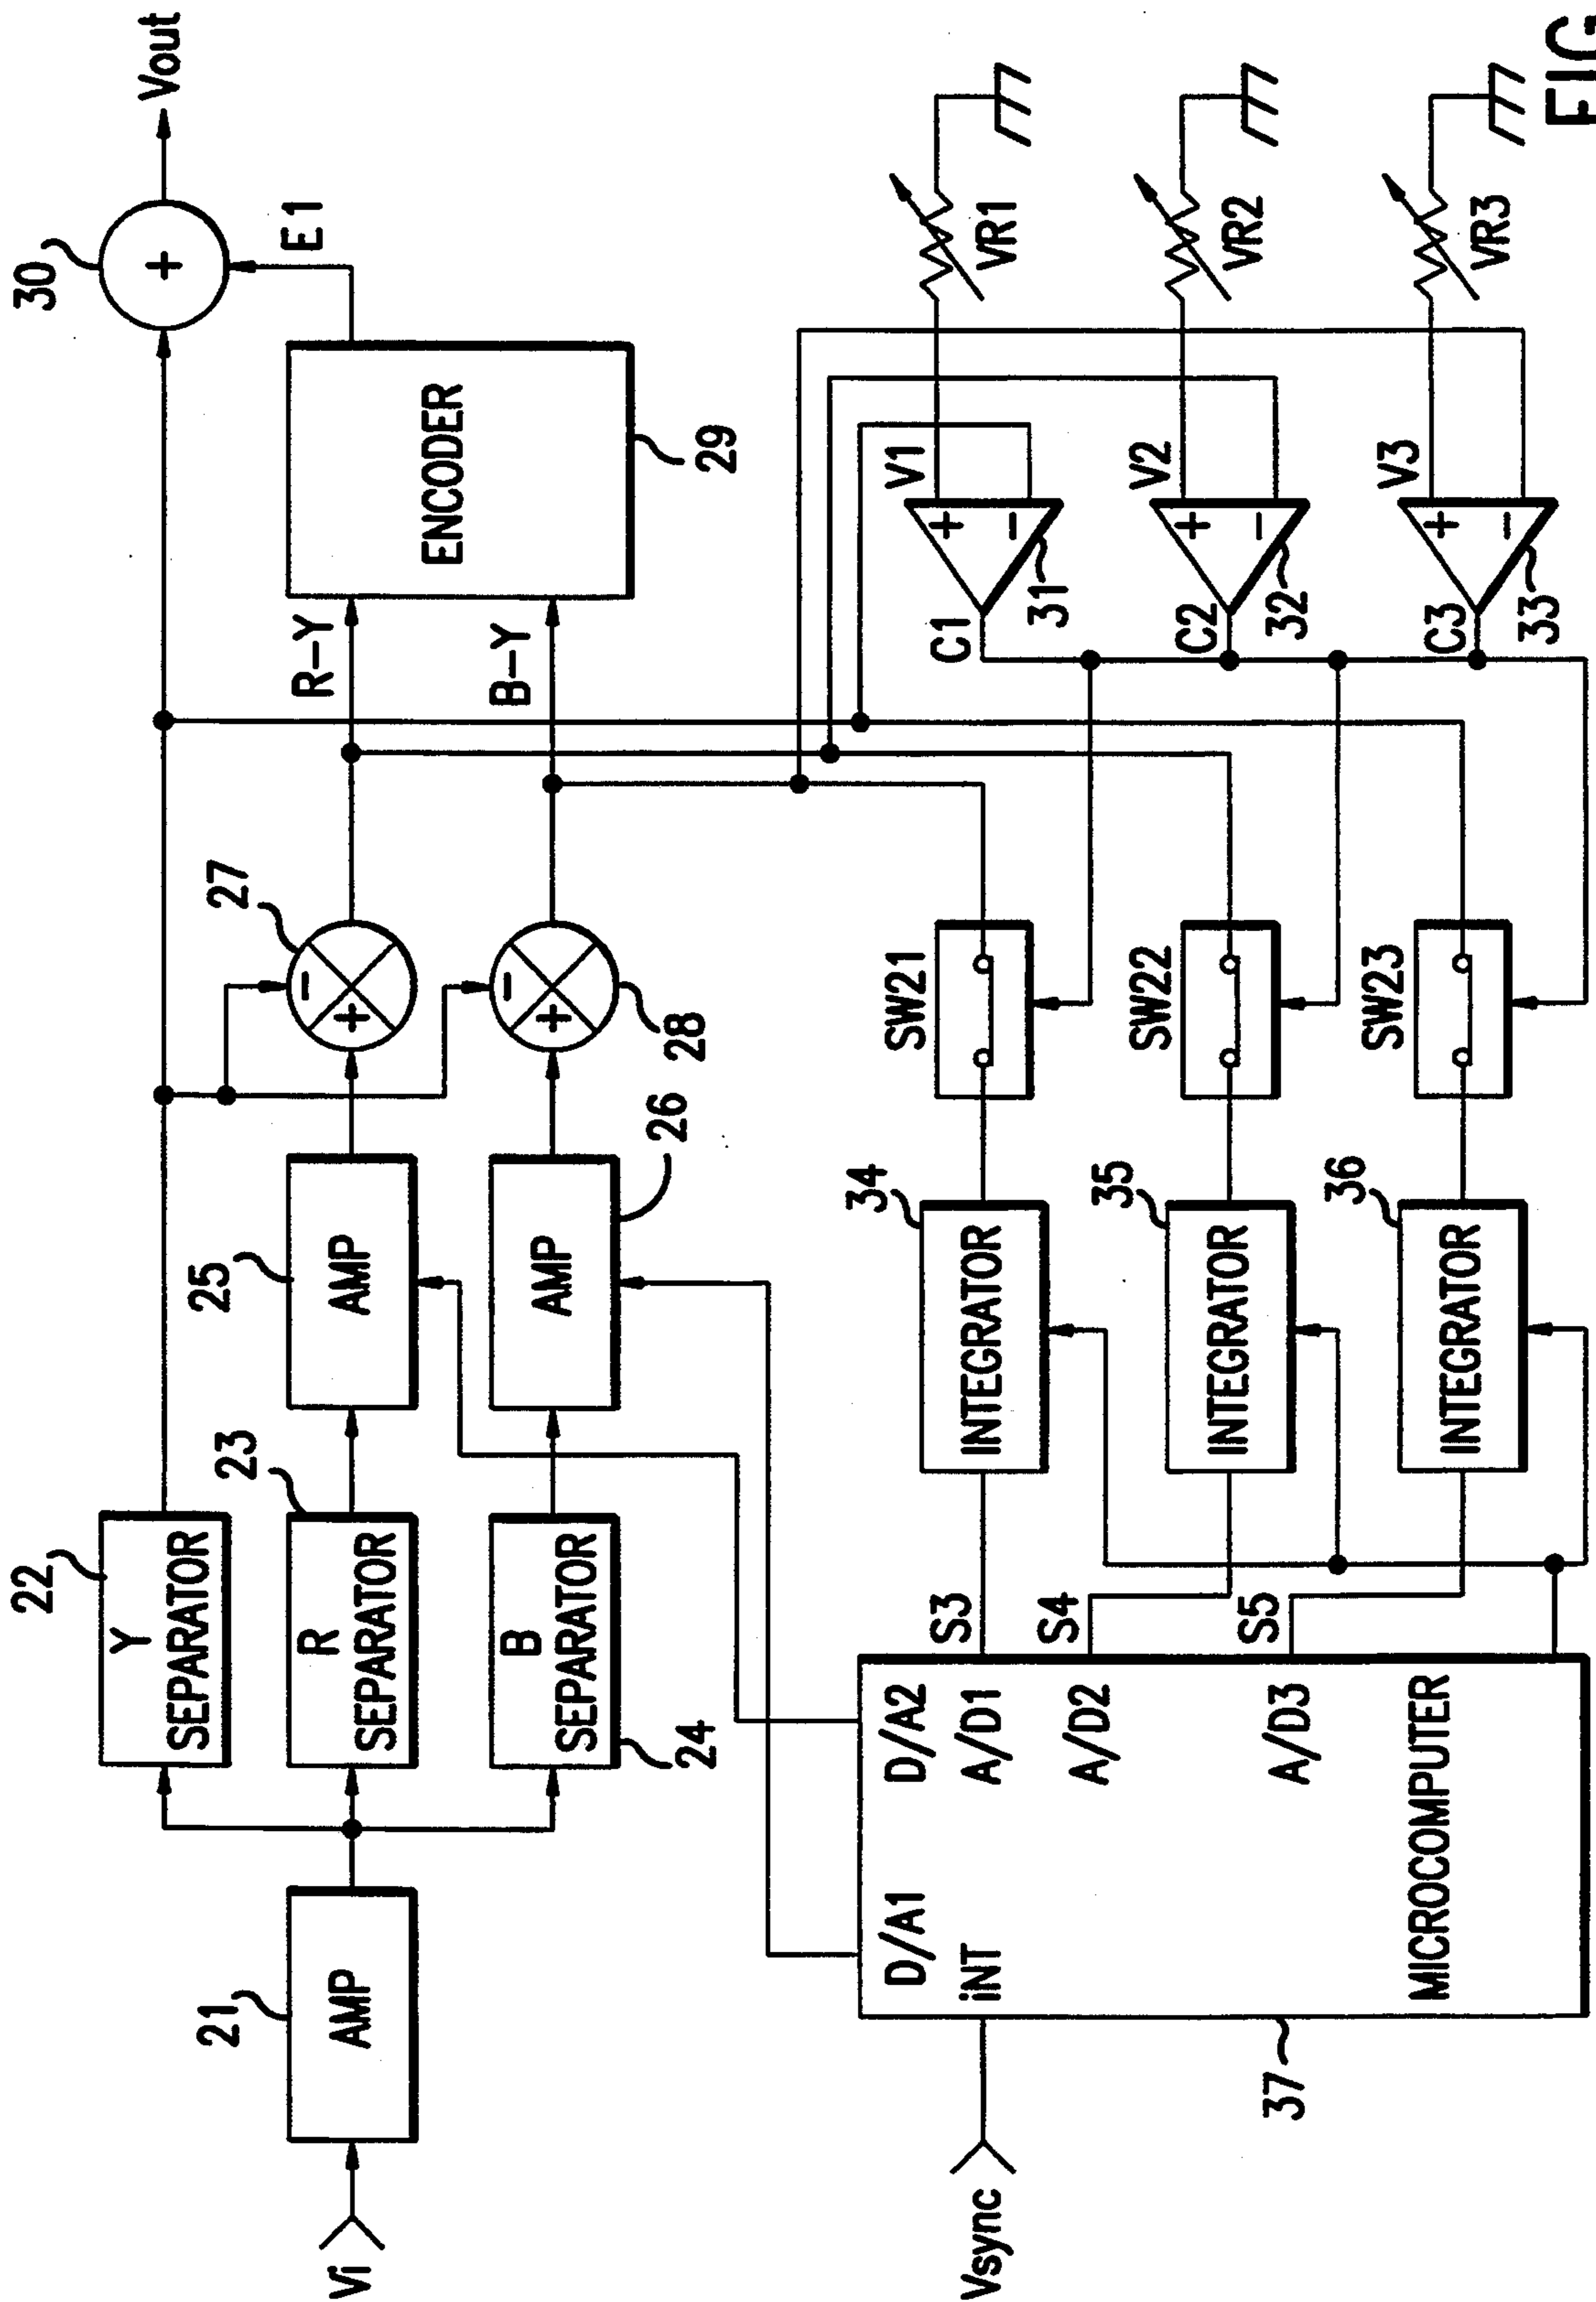 Vi
21
AMP
22
Y
SEPARATOR
23
R
SEPARATOR
B
SEPARATOR
24
25
AMP
26
AMP
27
-
+
28
-
+
R-Y
B-Y
ENCODER
29
30
+
E1
Vout
Vsync
37
D/A1
D/A2
iNT
A/D1
A/D2
A/D3
MICROCOMPUTER
S3
S4
S5
34
INTEGRATOR
35
INTEGRATOR
36
INTEGRATOR
SW21
SW22
SW23
C1
31
+
-
V1
VR1
C2
32
+
-
V2
VR2
C3
33
+
-
V3
VR3
FIG